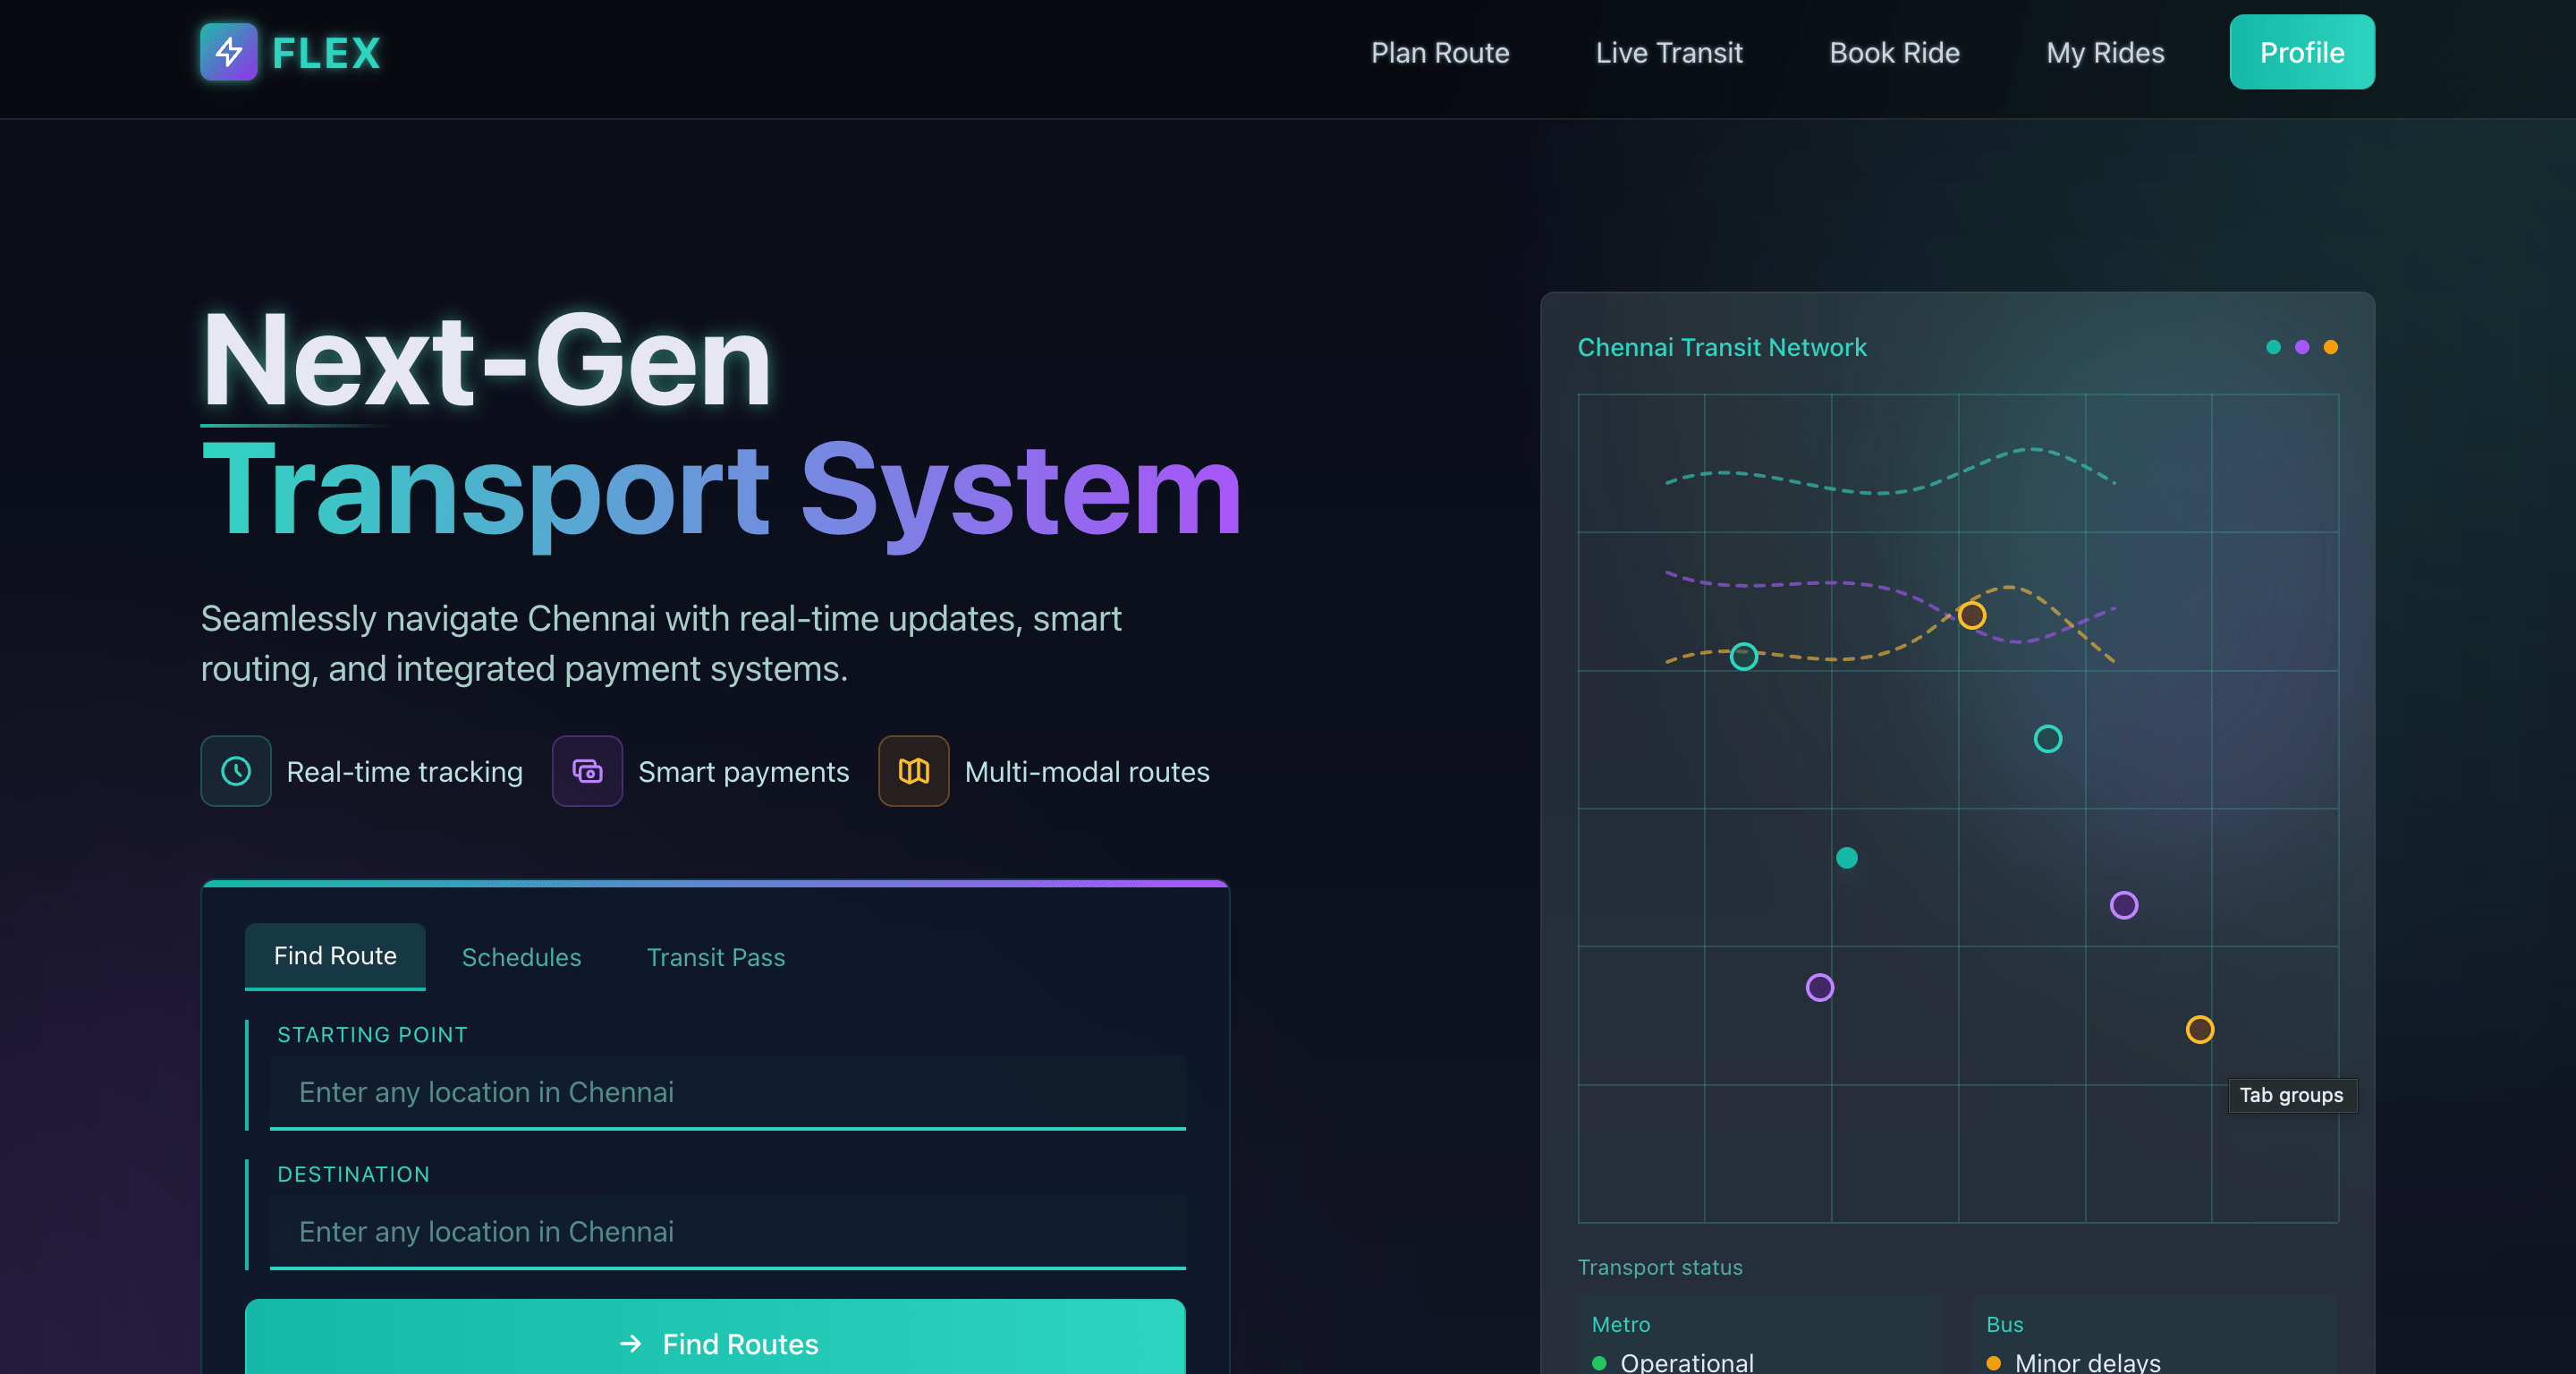 FLEX
Plan Route
Live Transit
Book Ride
My Rides
Profile
Next-Gen
Transport System
Seamlessly navigate Chennai with real-time updates, smart
routing, and integrated payment systems.
Real-time tracking
Smart payments
Multi-modal routes
Find Route
Schedules
Transit Pass
STARTING POINT
Enter any location in Chennai
DESTINATION
Enter any location in Chennai
Find Routes
Chennai Transit Network
Tab groups
Transport status
Metro
Operational
Bus
Minor delays